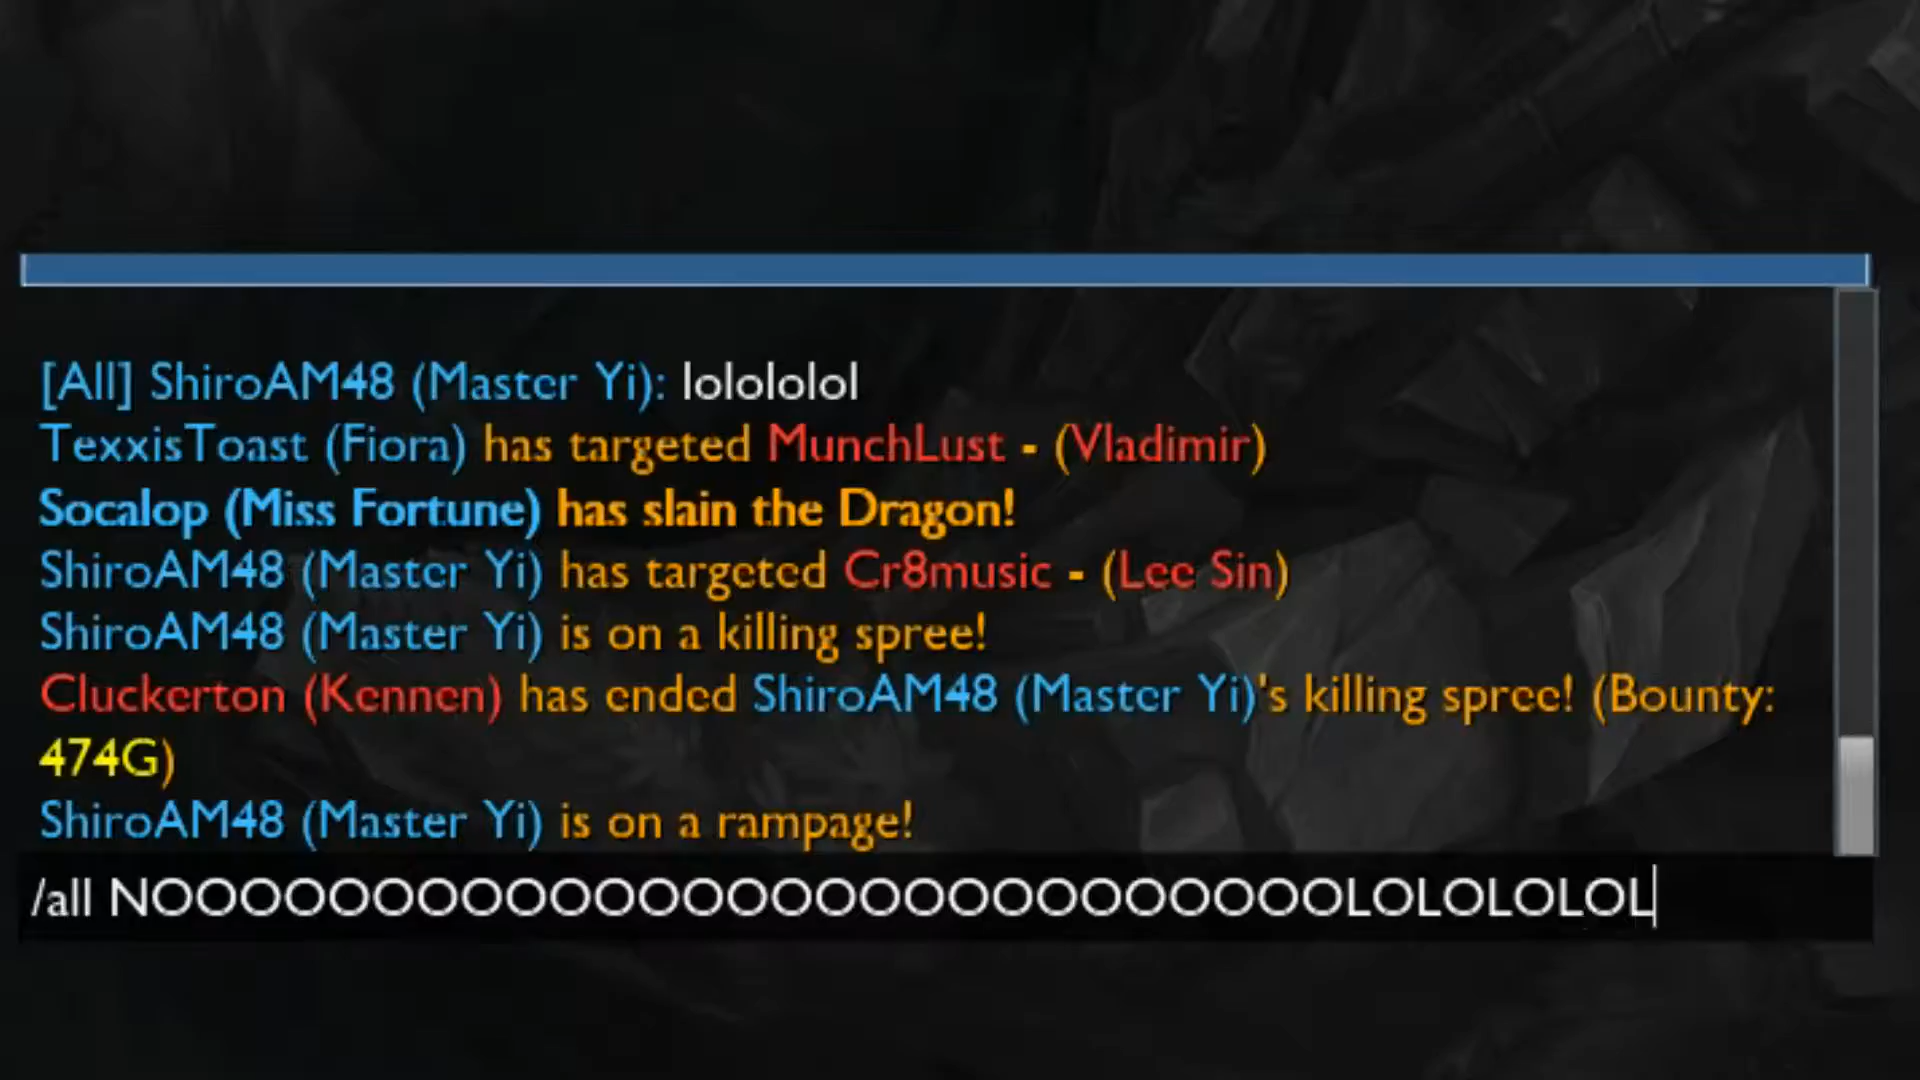 [All] ShiroAM48 (Master Yi): lolololol
TexxisToast (Fiora) has targeted MunchLust - (Vladimir)
Socalop (Miss Fortune) has slain the Dragon!
ShiroAM48 (Master Yi) has targeted Cr8music - (Lee Sin)
ShiroAM48 (Master Yi) is on a killing spree!
Cluckerton (Kennen) has ended ShiroAM48 (Master Yi)'s killing spree! (Bounty:
474G)
ShiroAM48 (Master Yi) is on a rampage!
/all NOOOOOOOOOOOOOOOOOOOOOOOOOOOLOLOLOLOL